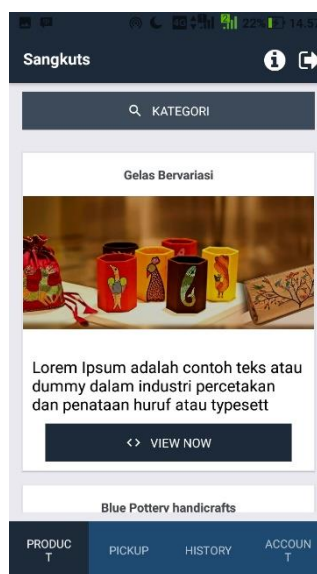 22% 14.5
Sangkuts
KATEGORI
Gelas Bervariasi
Lorem Ipsum adalah contoh teks atau
dummy dalam industri percetakan
dan penataan huruf atau typesett
<> VIEW NOW
Blue Pottery handicrafts
PRODUC
T
PICKUP
HISTORY
ACCOUN
T